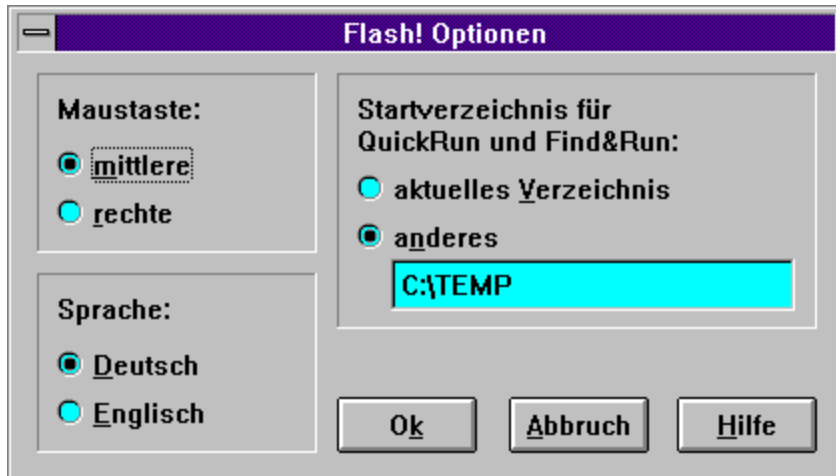 Flash! Optionen
Maustaste:
mittlere
rechte
Sprache:
Deutsch
Englisch
Startverzeichnis für
QuickRun und Find&Run:
aktuelles Verzeichnis
anderes
C:\TEMP
Ok
Abbruch
Hilfe